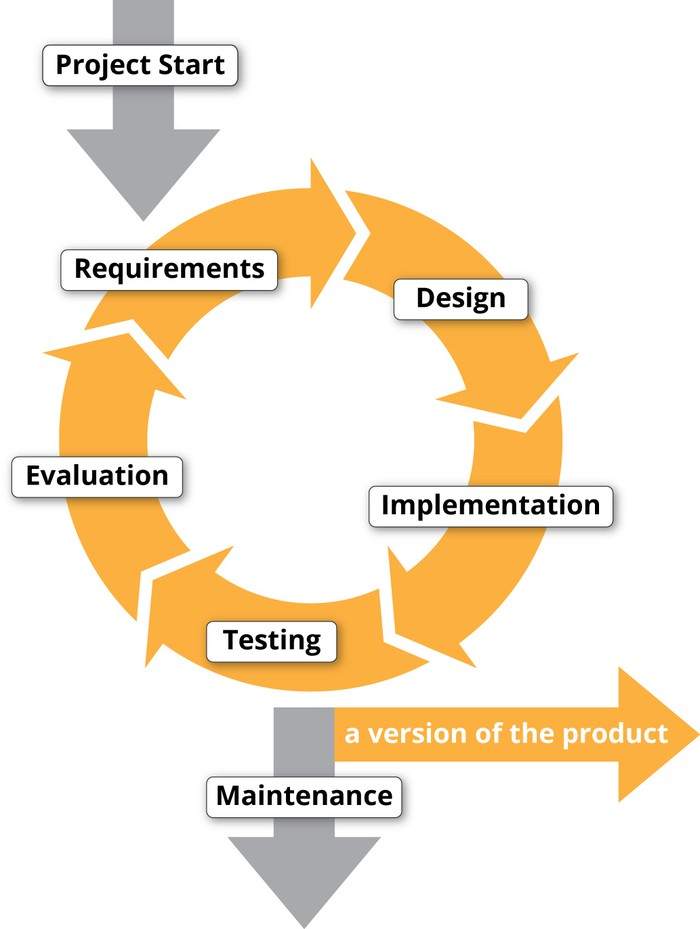 Project Start
Requirements
Design
Evaluation
Implementation
Testing
a version of the product
Maintenance